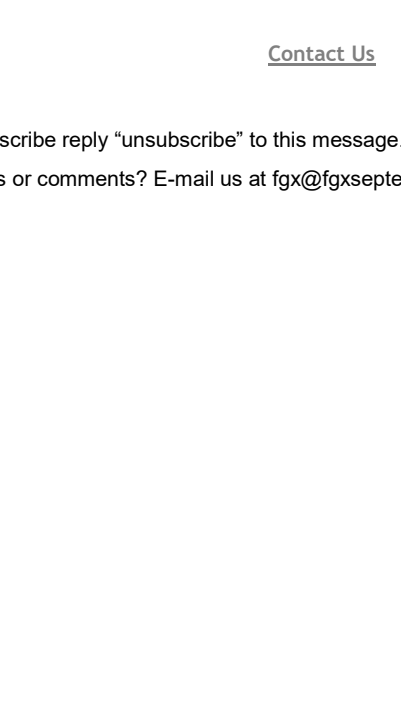 Contact Us
scribe reply “unsubscribe” to this message.
s or comments? E-mail us at fgx@fgxsepte